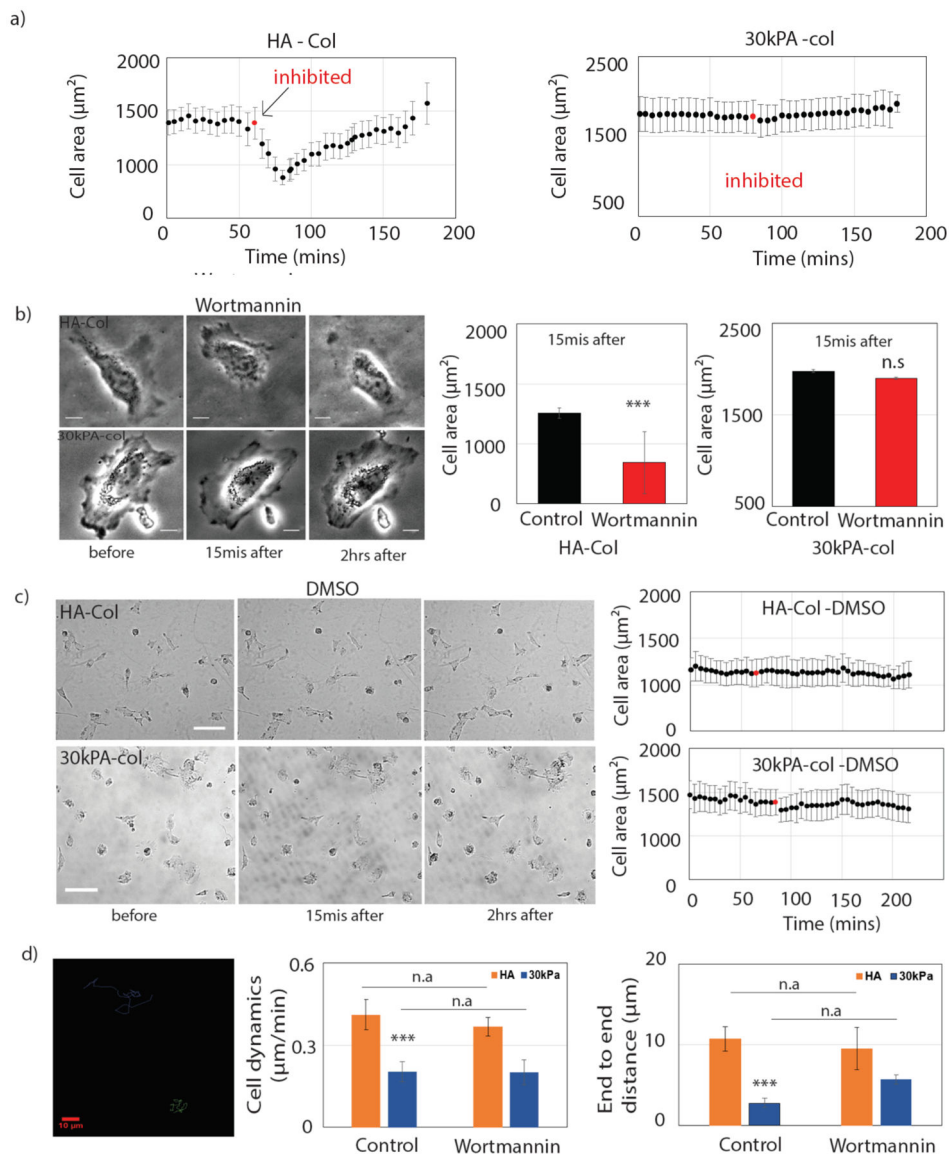 a)
HA - Col
2000
1500
1000
0
Cell area (µm²)
inhibited
0 50 100 150 200
Time (mins)
30kPA -col
2500
1500
500
Cell area (µm²)
inhibited
0 50 100 150 200
Time (mins)
b)
Wortmannin
HA-Col
30kPA-col
before 15mis after 2hrs after
2000
1500
1000
0
Cell area (µm²)
15mis after
***
Control Wortmannin
HA-Col
2500
1500
500
Cell area (µm²)
15mis after
n.s
Control Wortmannin
30kPA-col
c)
DMSO
HA-Col
30kPA-col
before 15mis after 2hrs after
2000
1500
1000
0
Cell area (µm²)
HA-Col -DMSO
2000
1500
1000
0
Cell area (µm²)
30kPA-col -DMSO
0 50 100 150 200
Time (mins)
d)
10 µm
0.6
0.3
0
Cell dynamics
(µm/min)
HA 30kPa
n.a
n.a
***
Control Wortmannin
20
10
0
End to end
distance (µm)
HA 30kPa
n.a
n.a
***
Control Wortmannin